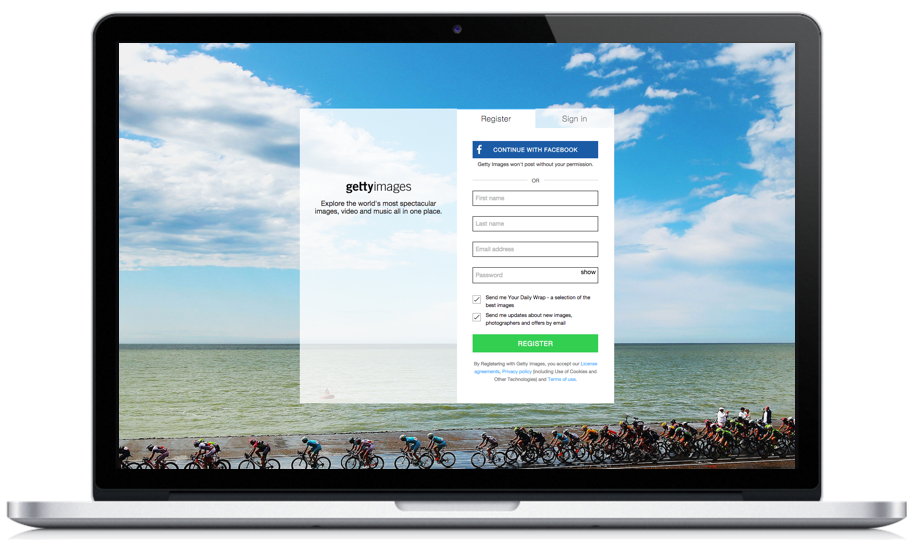 Register
Sign in
CONTINUE WITH FACEBOOK
Getty Images won't post without your permission.
OR
gettyimages
Explore the world's most spectacular
images, video and music all in one place.
First name
Last name
Email address
Password
show
Send me Your Daily Wrap - a selection of the
best images
Send me updates about new images,
photographers and offers by email
REGISTER
By Registering with Getty Images, you accept our License
agreements, Privacy policy (including Use of Cookies and
Other Technologies) and Terms of use.